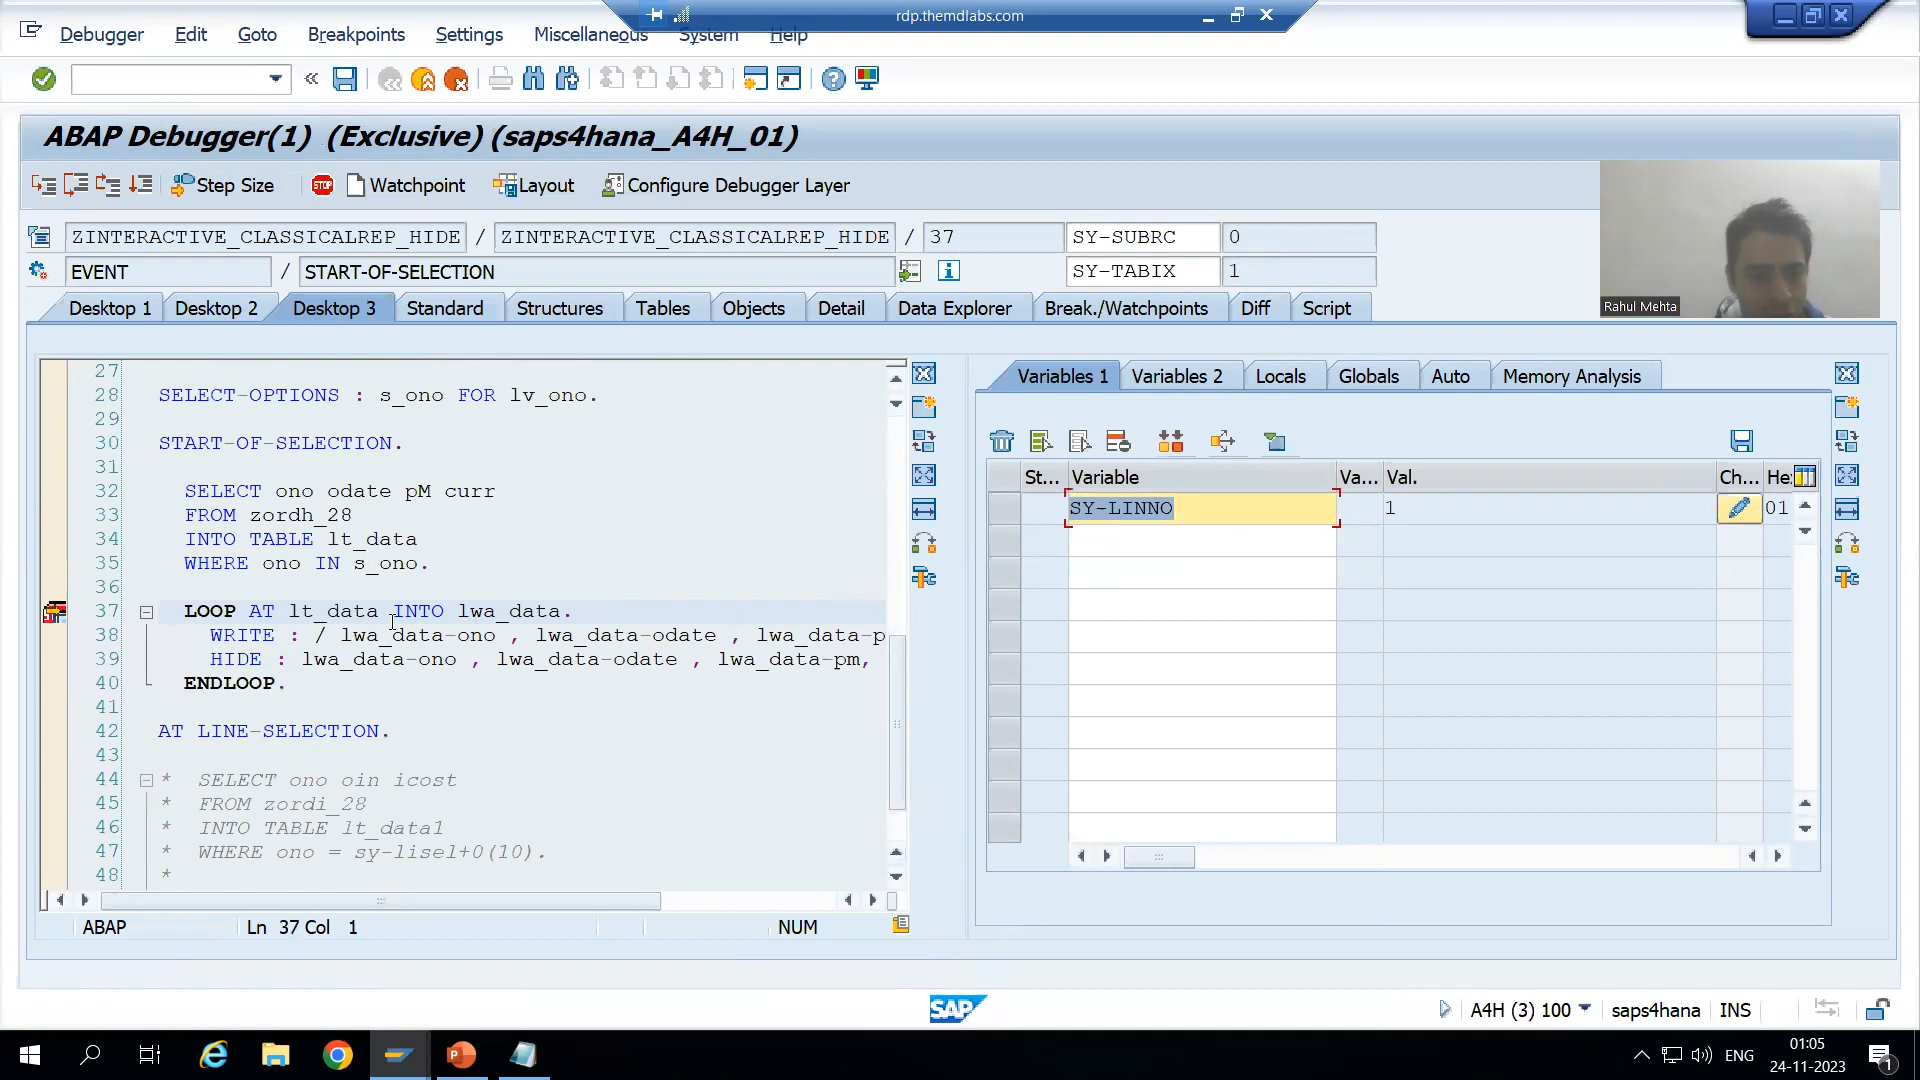 rdp.themdlabs.com
Debugger Edit Goto Breakpoints Settings Miscellaneous System Help
ABAP Debugger(1) (Exclusive) (saps4hana_A4H_01)
Step Size STOP Watchpoint Layout Configure Debugger Layer
ZINTERACTIVE_CLASSICALREP_HIDE / ZINTERACTIVE_CLASSICALREP_HIDE / 37 SY-SUBRC 0
EVENT / START-OF-SELECTION SY-TABIX 1
Rahul Mehta
Desktop 1 Desktop 2 Desktop 3 Standard Structures Tables Objects Detail Data Explorer Break./Watchpoints Diff Script
27
28 SELECT-OPTIONS : s_ono FOR lv_ono.
29
30 START-OF-SELECTION.
31
32 SELECT ono odate pM curr
33 FROM zordh_28
34 INTO TABLE lt_data
35 WHERE ono IN s_ono.
36
37 LOOP AT lt_data INTO lwa_data.
38 WRITE : / lwa_data-ono , lwa_data-odate , lwa_data-p
39 HIDE : lwa_data-ono , lwa_data-odate , lwa_data-pm,
40 ENDLOOP.
41
42 AT LINE-SELECTION.
43
44 * SELECT ono oin icost
45 * FROM zordi_28
46 * INTO TABLE lt_data1
47 * WHERE ono = sy-lisel+0(10).
48 *
ABAP Ln 37 Col 1 NUM
Variables 1 Variables 2 Locals Globals Auto Memory Analysis
St... Variable Va... Val. Ch... He
SY-LINNO 1 01
SAP A4H (3) 100 saps4hana INS
ENG 01:05
24-11-2023 1